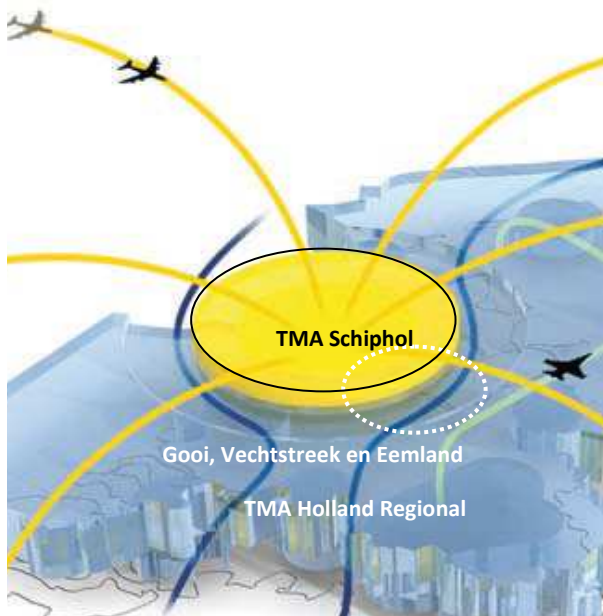 TMA Schiphol
Gooi, Vechtstreek en Eemland
TMA Holland Regional